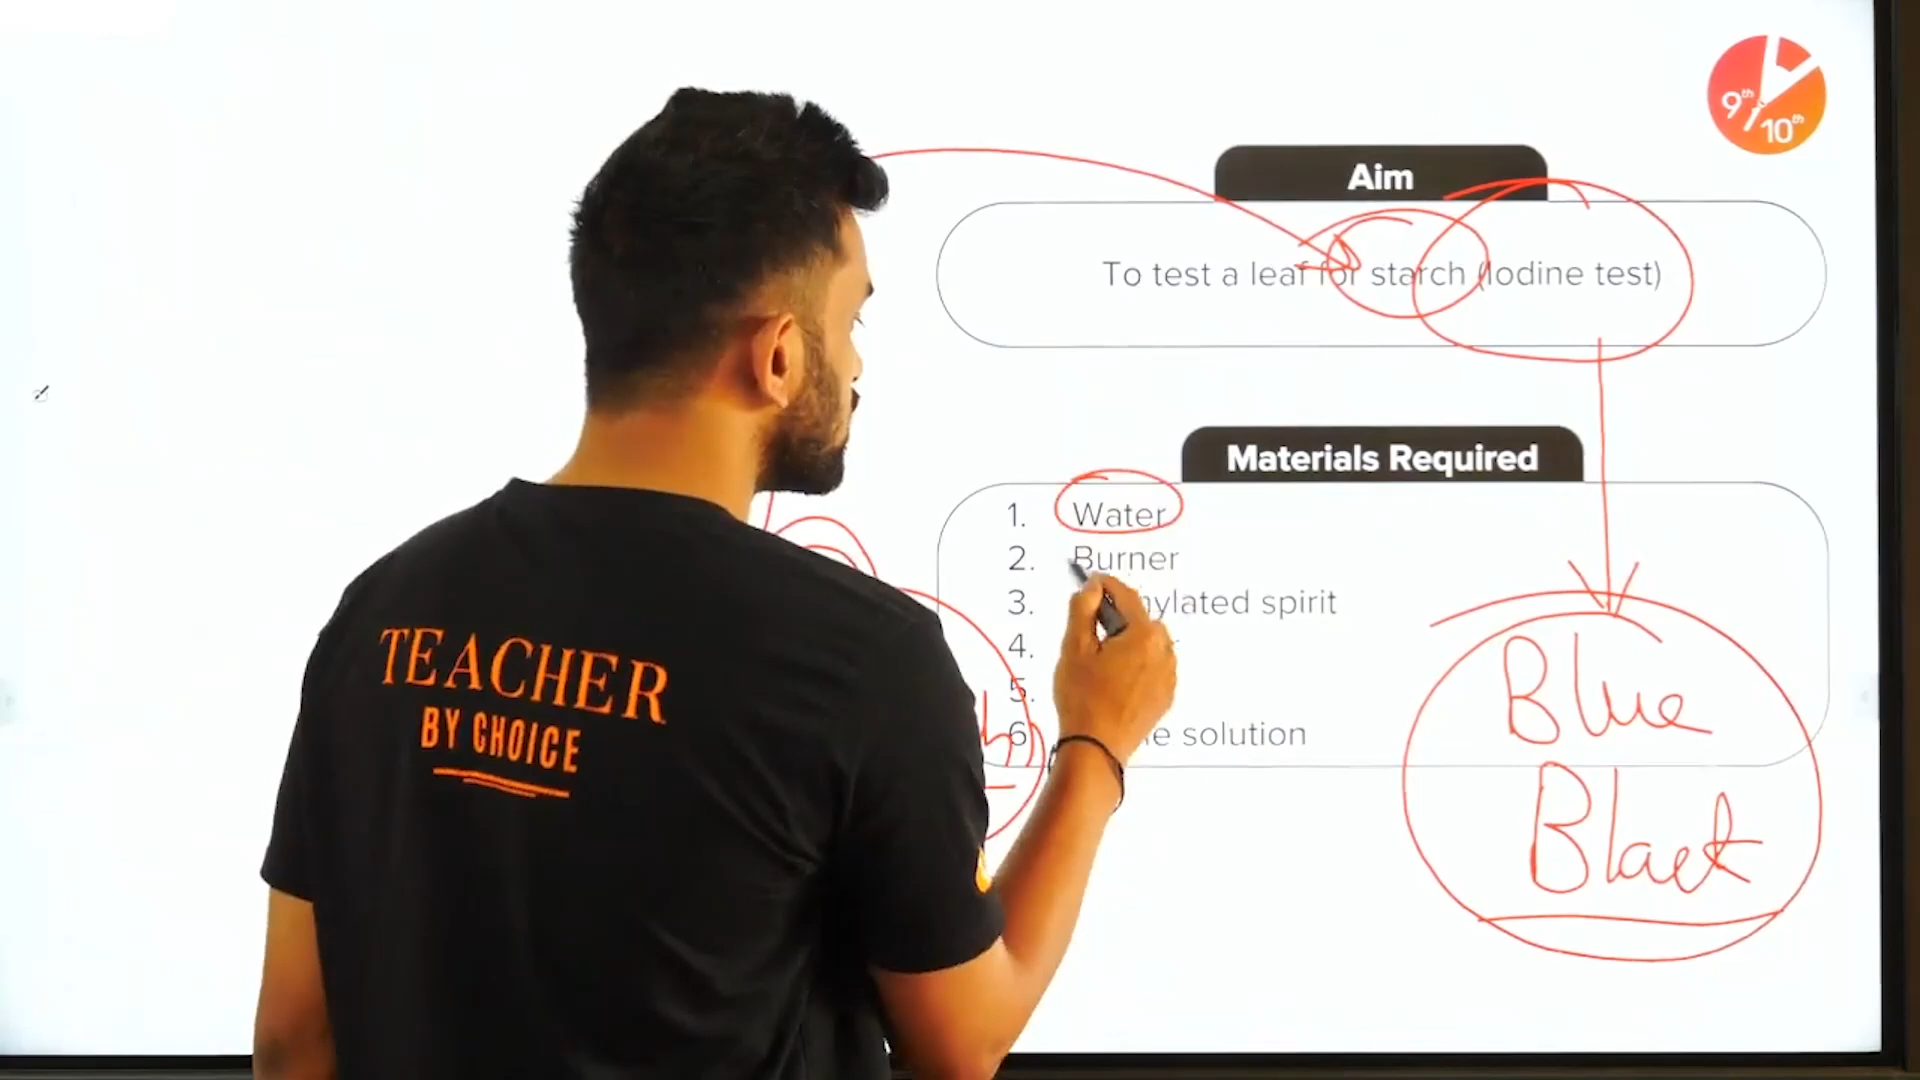 9th
10th
Aim
To test a leaf for starch (Iodine test)
Materials Required
1. Water
2. Burner
3. spirit
4.
5.
6. solution
Blue
Black
TEACHER
BY CHOICE